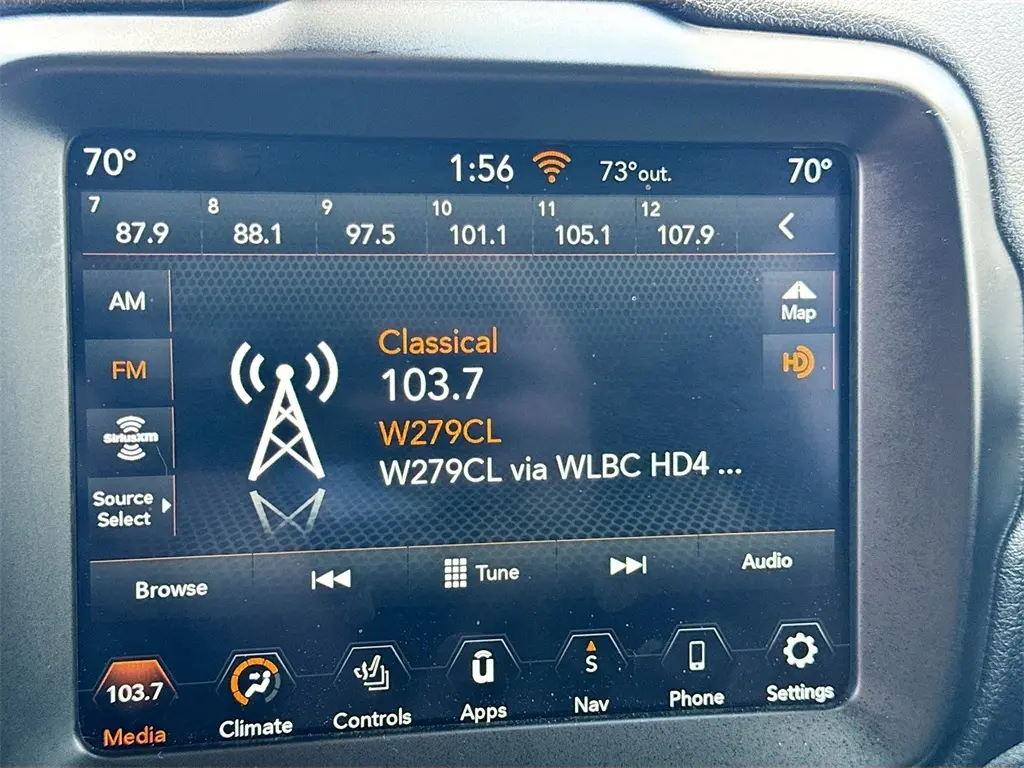 70° 1:56 73°out. 70°
7 8 9 10 11 12
87.9 88.1 97.5 101.1 105.1 107.9
AM
Map
Classical
FM
HD
103.7
W279CL
SiriusXM
W279CL via WLBC HD4 ...
Source
Select
Browse Tune Audio
103.7 S
Media Climate Controls Apps Nav Phone Settings